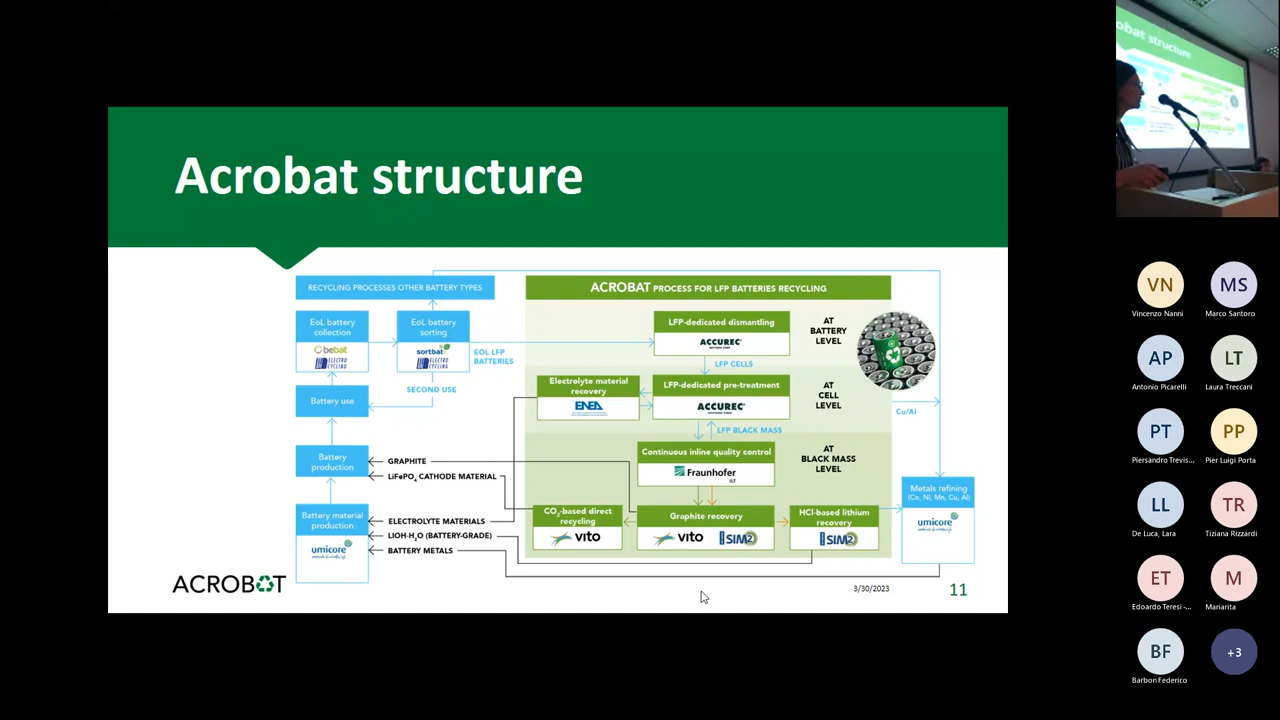 Acrobat structure
RECYCLING PROCESSES OTHER BATTERY TYPES
ACROBAT PROCESS FOR LFP BATTERIES RECYCLING
EoL battery
collection
bebat
ELECTRO
CYCLING
EoL battery
sorting
sortbat
ELECTRO
CYCLING
EOL LFP
BATTERIES
SECOND USE
Battery use
Battery
production
Battery material
production
umicore
GRAPHITE
LiFePO4 CATHODE MATERIAL
ELECTROLYTE MATERIALS
LIOH·H2O (BATTERY-GRADE)
BATTERY METALS
LFP-dedicated dismantling
ACCUREC
AT
BATTERY
LEVEL
LFP CELLS
Electrolyte material
recovery
ENEA
LFP-dedicated pre-treatment
ACCUREC
AT
CELL
LEVEL
Cu/Al
LFP BLACK MASS
Continuous inline quality control
Fraunhofer
ILT
AT
BLACK MASS
LEVEL
CO2-based direct
recycling
vito
Graphite recovery
vito
SIM2
HCl-based lithium
recovery
SIM2
Metals refining
(Co, Ni, Mn, Cu, Al)
umicore
ACROBAT
3/30/2023
11
VN
Vincenzo Nanni
MS
Marco Santoro
AP
Antonio Picarelli
LT
Laura Treccani
PT
Piersandro Trevis...
PP
Pier Luigi Porta
LL
De Luca, Lara
TR
Tiziana Rizzardi
ET
Edoardo Teresi -...
M
Mariarita
BF
Barbon Federico
+3